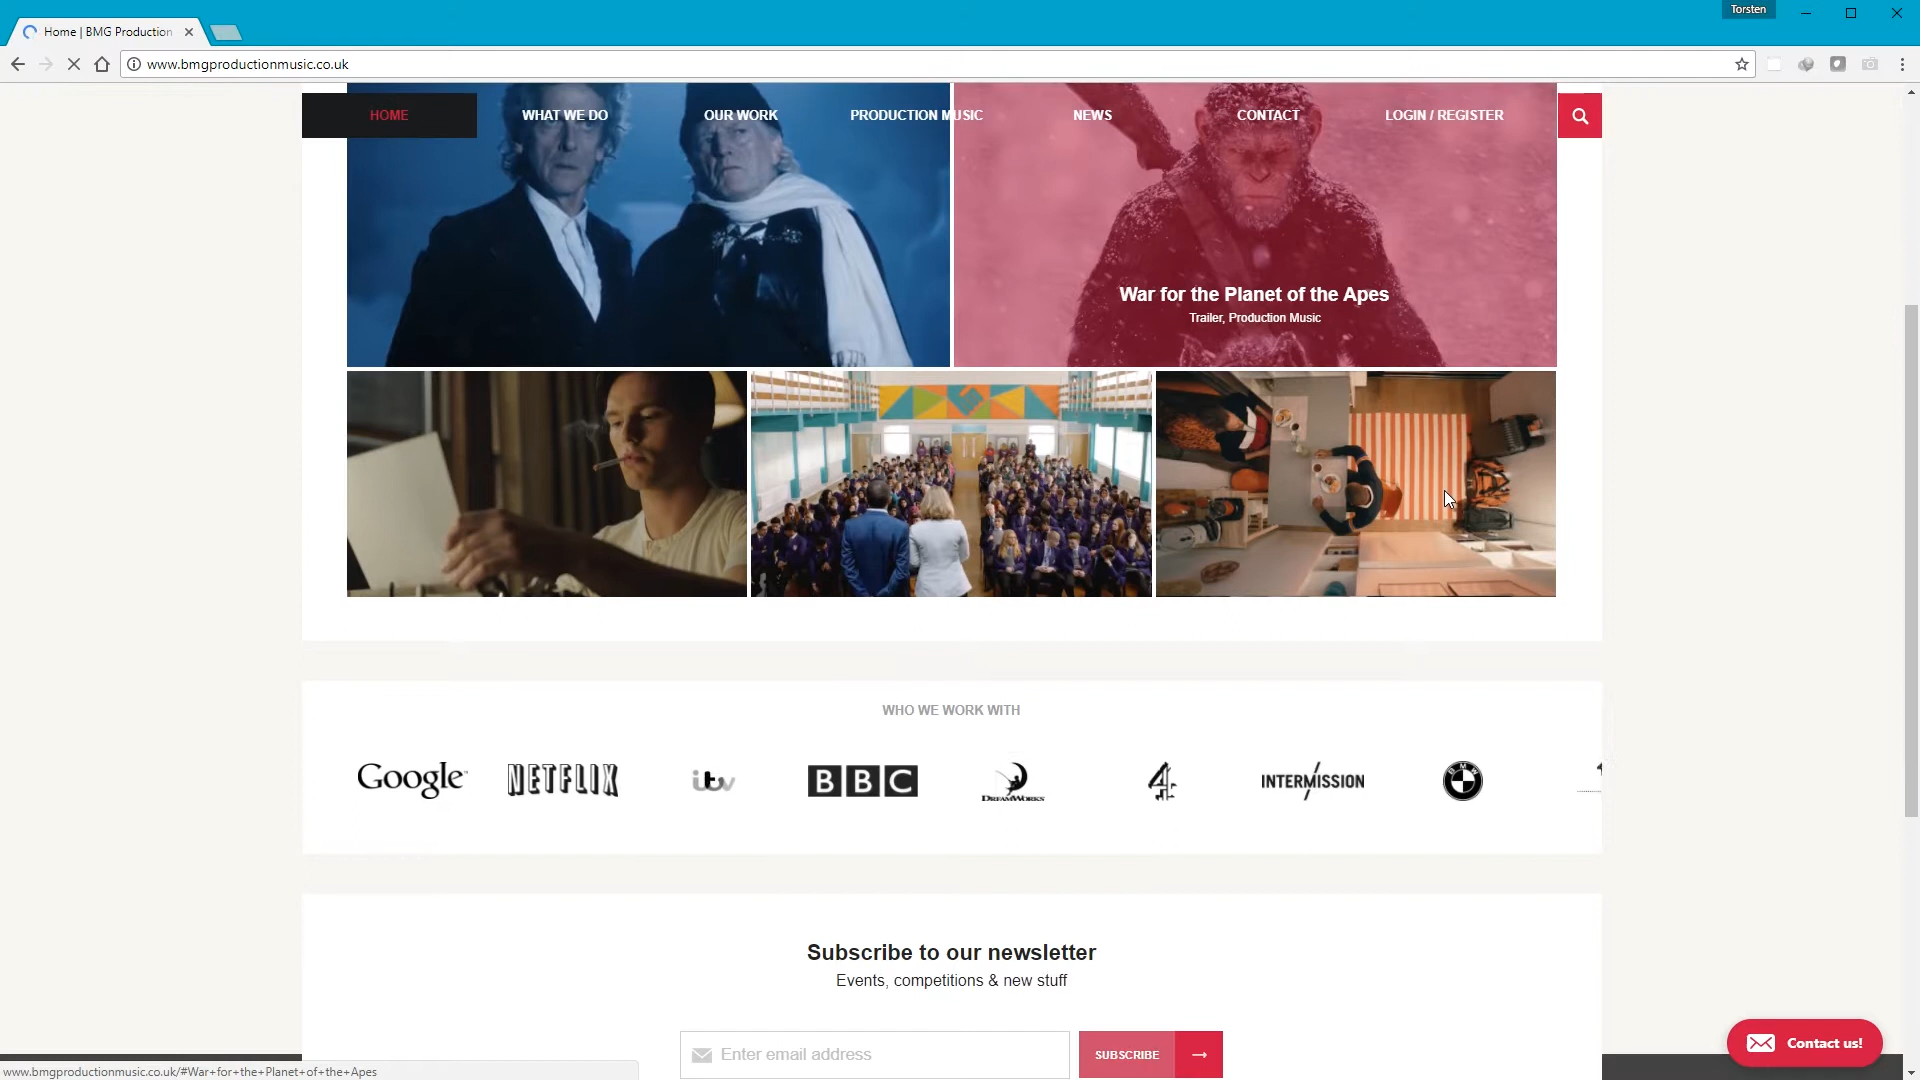 Torsten
Home | BMG Production
www.bmgproductionmusic.co.uk
HOME
WHAT WE DO
OUR WORK
PRODUCTION MUSIC
NEWS
CONTACT
LOGIN / REGISTER
War for the Planet of the Apes
Trailer, Production Music
WHO WE WORK WITH
Google
NETFLIX
itv
BBC
DREAMWORKS
4
INTERMISSION
BMW
Subscribe to our newsletter
Events, competitions & new stuff
Enter email address
SUBSCRIBE
Contact us!
www.bmgproductionmusic.co.uk/#War+for+the+Planet+of+the+Apes